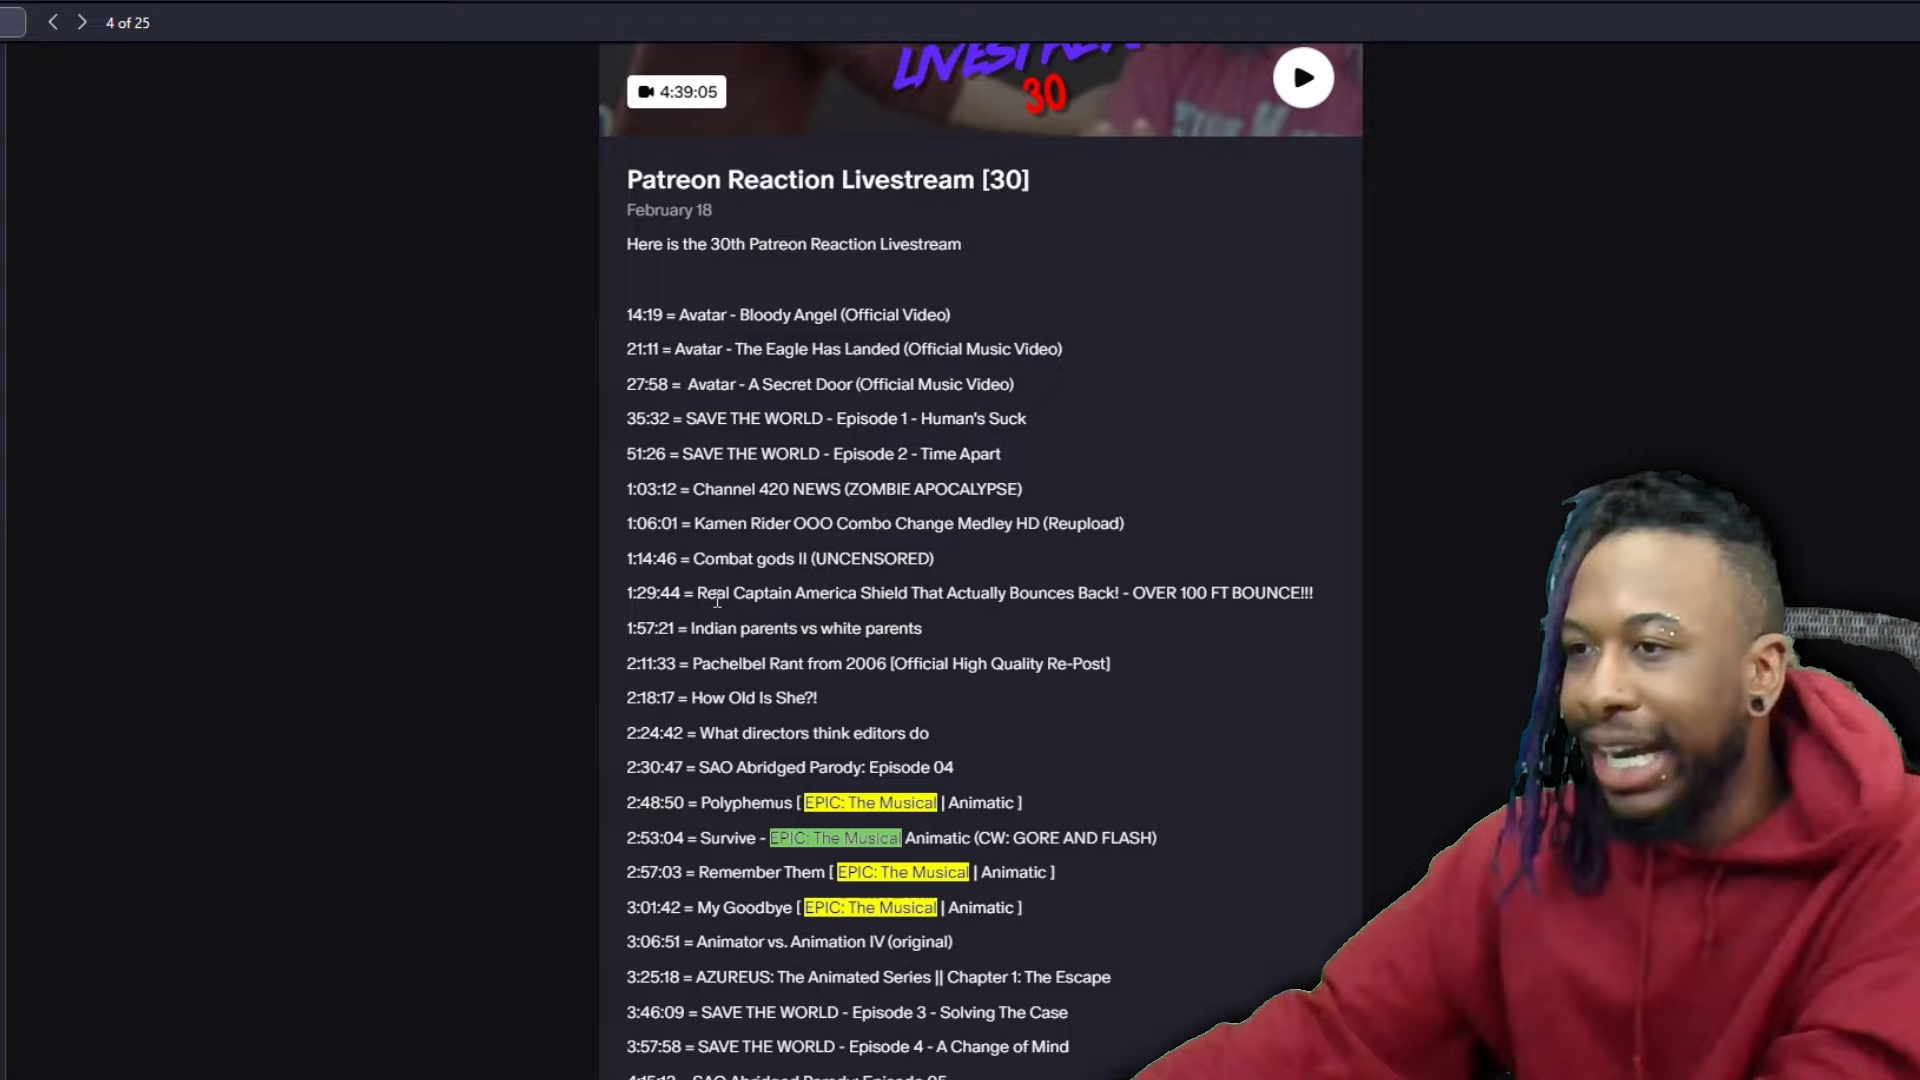 4 of 25
30
4:39:05
Patreon Reaction Livestream [30]
February 18
Here is the 30th Patreon Reaction Livestream
14:19 = Avatar - Bloody Angel (Official Video)
21:11 = Avatar - The Eagle Has Landed (Official Music Video)
27:58 = Avatar - A Secret Door (Official Music Video)
35:32 = SAVE THE WORLD - Episode 1 - Human's Suck
51:26 = SAVE THE WORLD - Episode 2 - Time Apart
1:03:12 = Channel 420 NEWS (ZOMBIE APOCALYPSE)
1:06:01 = Kamen Rider OOO Combo Change Medley HD (Reupload)
1:14:46 = Combat gods II (UNCENSORED)
1:29:44 = Real Captain America Shield That Actually Bounces Back! - OVER 100 FT BOUNCE!!!
1:57:21 = Indian parents vs white parents
2:11:33 = Pachelbel Rant from 2006 [Official High Quality Re-Post]
2:18:17 = How Old Is She?!
2:24:42 = What directors think editors do
2:30:47 = SAO Abridged Parody: Episode 04
2:48:50 = Polyphemus [ EPIC: The Musical | Animatic ]
2:53:04 = Survive - EPIC: The Musical Animatic (CW: GORE AND FLASH)
2:57:03 = Remember Them [ EPIC: The Musical | Animatic ]
3:01:42 = My Goodbye [ EPIC: The Musical | Animatic ]
3:06:51 = Animator vs. Animation IV (original)
3:25:18 = AZUREUS: The Animated Series || Chapter 1: The Escape
3:46:09 = SAVE THE WORLD - Episode 3 - Solving The Case
3:57:58 = SAVE THE WORLD - Episode 4 - A Change of Mind